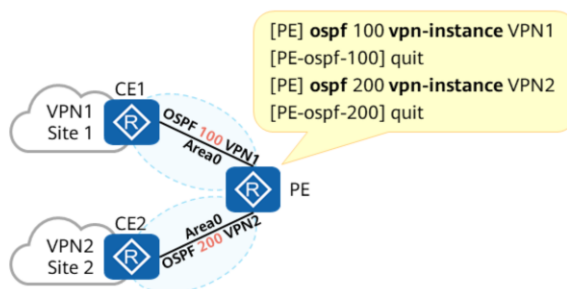 [PE] ospf 100 vpn-instance VPN1
[PE-ospf-100] quit
[PE] ospf 200 vpn-instance VPN2
[PE-ospf-200] quit
CE1
VPN1
Site 1
R
OSPF 100 VPN1
Area0
R
PE
CE2
VPN2
Site 2
R
Area0
OSPF 200 VPN2